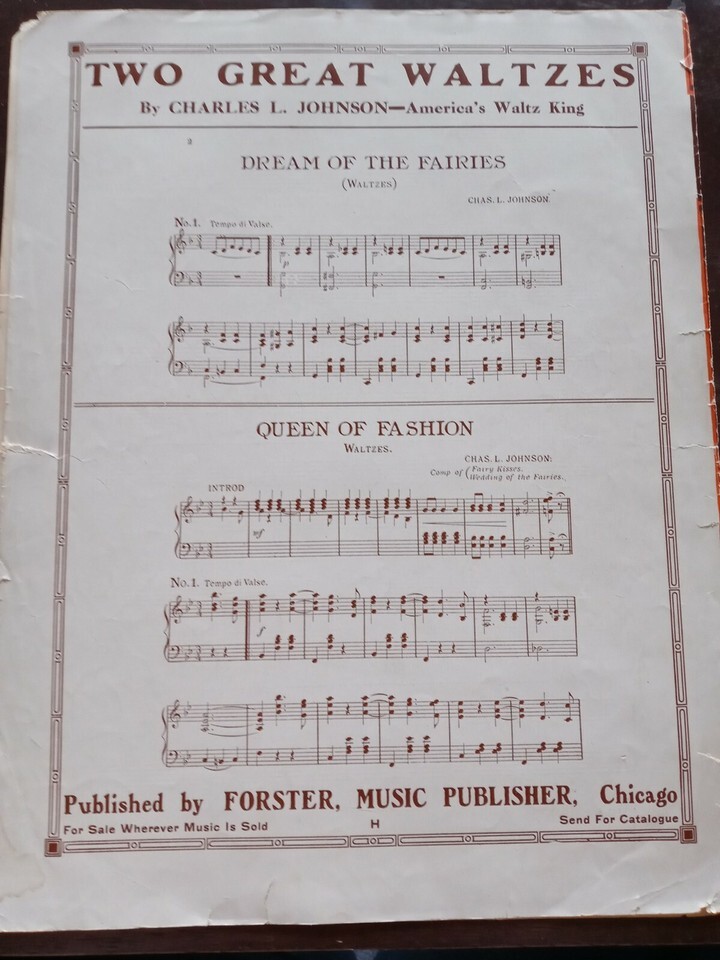 TWO GREAT WALTZES
By CHARLES L. JOHNSON—America's Waltz King
2
DREAM OF THE FAIRIES
(WALTZES)
CHAS. L. JOHNSON.
No. 1. Tempo di Valse.
p
QUEEN OF FASHION
WALTZES.
CHAS. L. JOHNSON:
Comp of (Fairy Kisses.
Wedding of the Fairies.
INTROD
mf
No. 1. Tempo di Valse.
f
Published by FORSTER, MUSIC PUBLISHER, Chicago
For Sale Wherever Music Is Sold H Send For Catalogue